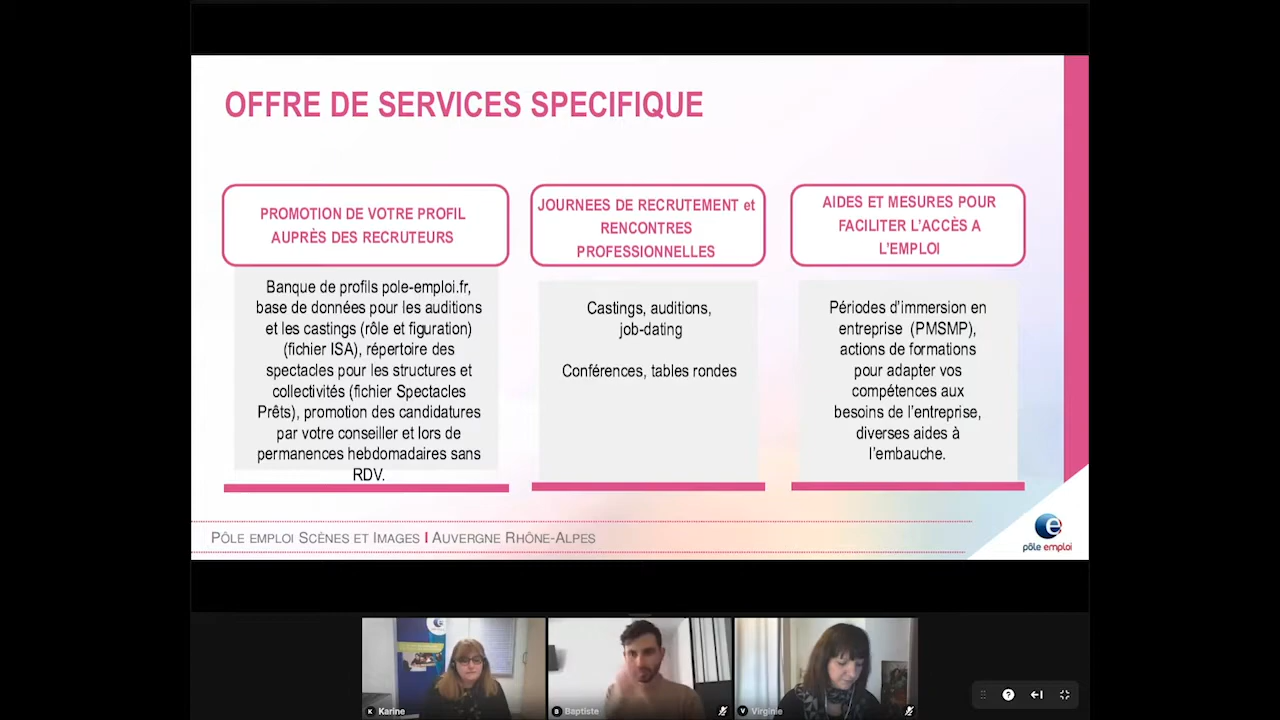 OFFRE DE SERVICES SPECIFIQUE
PROMOTION DE VOTRE PROFIL
AUPRÈS DES RECRUTEURS
Banque de profils pole-emploi.fr,
base de données pour les auditions
et les castings (rôle et figuration)
(fichier ISA), répertoire des
spectacles pour les structures et
collectivités (fichier Spectacles
Prêts), promotion des candidatures
par votre conseiller et lors de
permanences hebdomadaires sans
RDV.
JOURNEES DE RECRUTEMENT et
RENCONTRES
PROFESSIONNELLES
Castings, auditions,
job-dating
Conférences, tables rondes
AIDES ET MESURES POUR
FACILITER L'ACCÈS A
L'EMPLOI
Périodes d'immersion en
entreprise (PMSMP),
actions de formations
pour adapter vos
compétences aux
besoins de l'entreprise,
diverses aides à
l'embauche.
PÔLE EMPLOI SCÈNES ET IMAGES I AUVERGNE RHÔNE-ALPES
pôle emploi
K Karine
B Baptiste
V Virginie